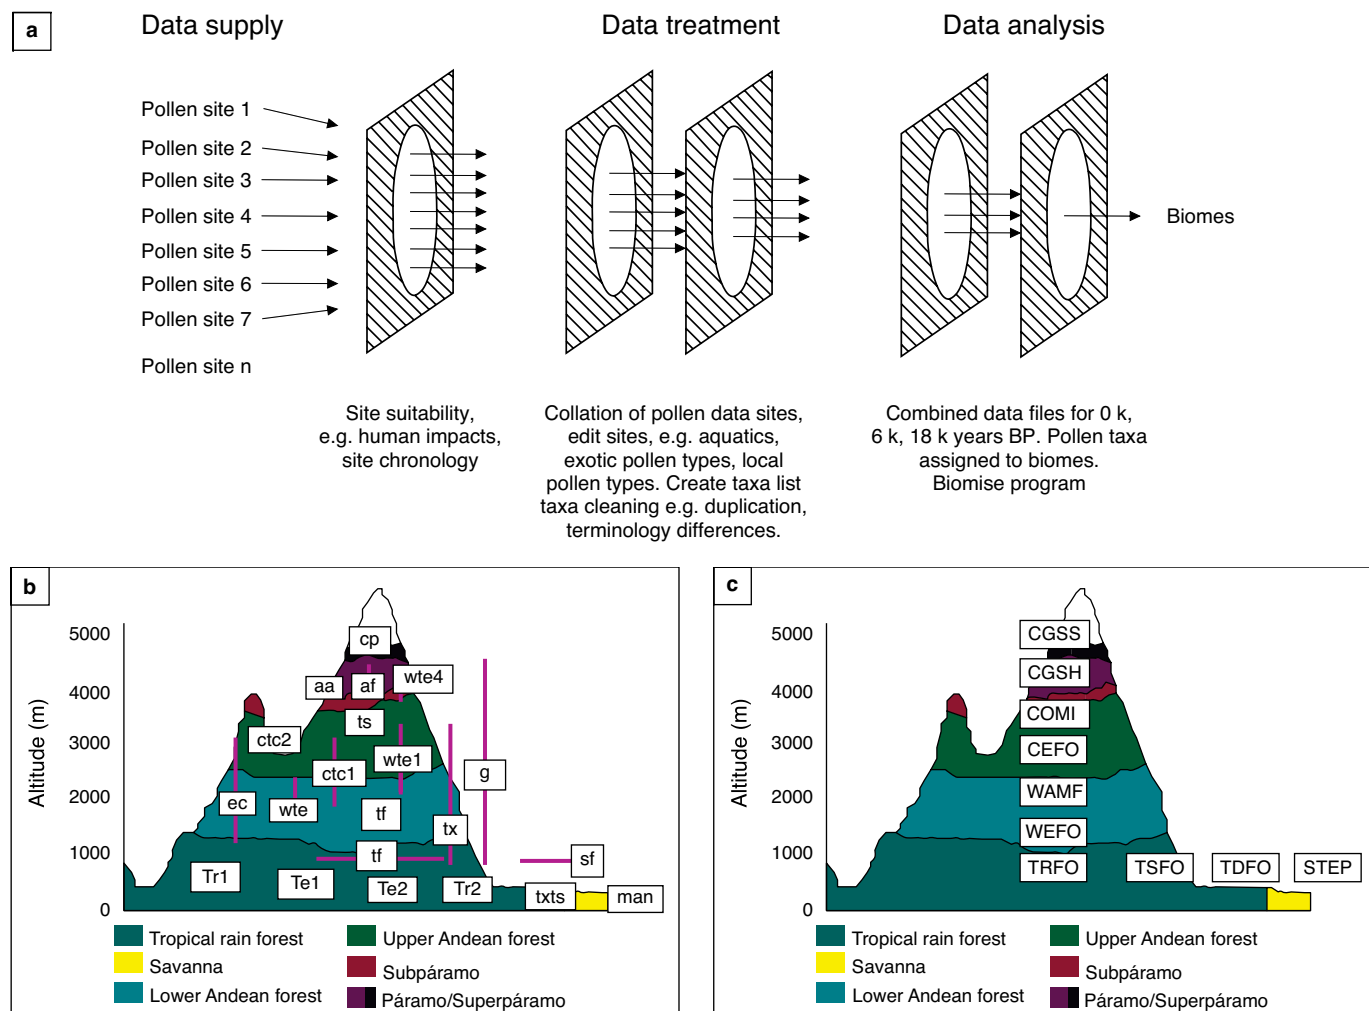 a
Data supply
Data treatment
Data analysis
Pollen site 1
Pollen site 2
Pollen site 3
Pollen site 4
Pollen site 5
Pollen site 6
Pollen site 7
Pollen site n
Biomes
Site suitability,
e.g. human impacts,
site chronology
Collation of pollen data sites,
edit sites, e.g. aquatics,
exotic pollen types, local
pollen types. Create taxa list
taxa cleaning e.g. duplication,
terminology differences.
Combined data files for 0 k,
6 k, 18 k years BP. Pollen taxa
assigned to biomes.
Biomise program
b
Altitude (m)
5000
4000
3000
2000
1000
0
cp
aa
af
wte4
ts
ctc2
ctc1
wte1
g
ec
wte
tf
tx
tf
sf
Tr1
Te1
Te2
Tr2
txts
man
Tropical rain forest
Savanna
Lower Andean forest
Upper Andean forest
Subpáramo
Páramo/Superpáramo
c
Altitude (m)
5000
4000
3000
2000
1000
0
CGSS
CGSH
COMI
CEFO
WAMF
WEFO
TRFO
TSFO
TDFO
STEP
Tropical rain forest
Savanna
Lower Andean forest
Upper Andean forest
Subpáramo
Páramo/Superpáramo